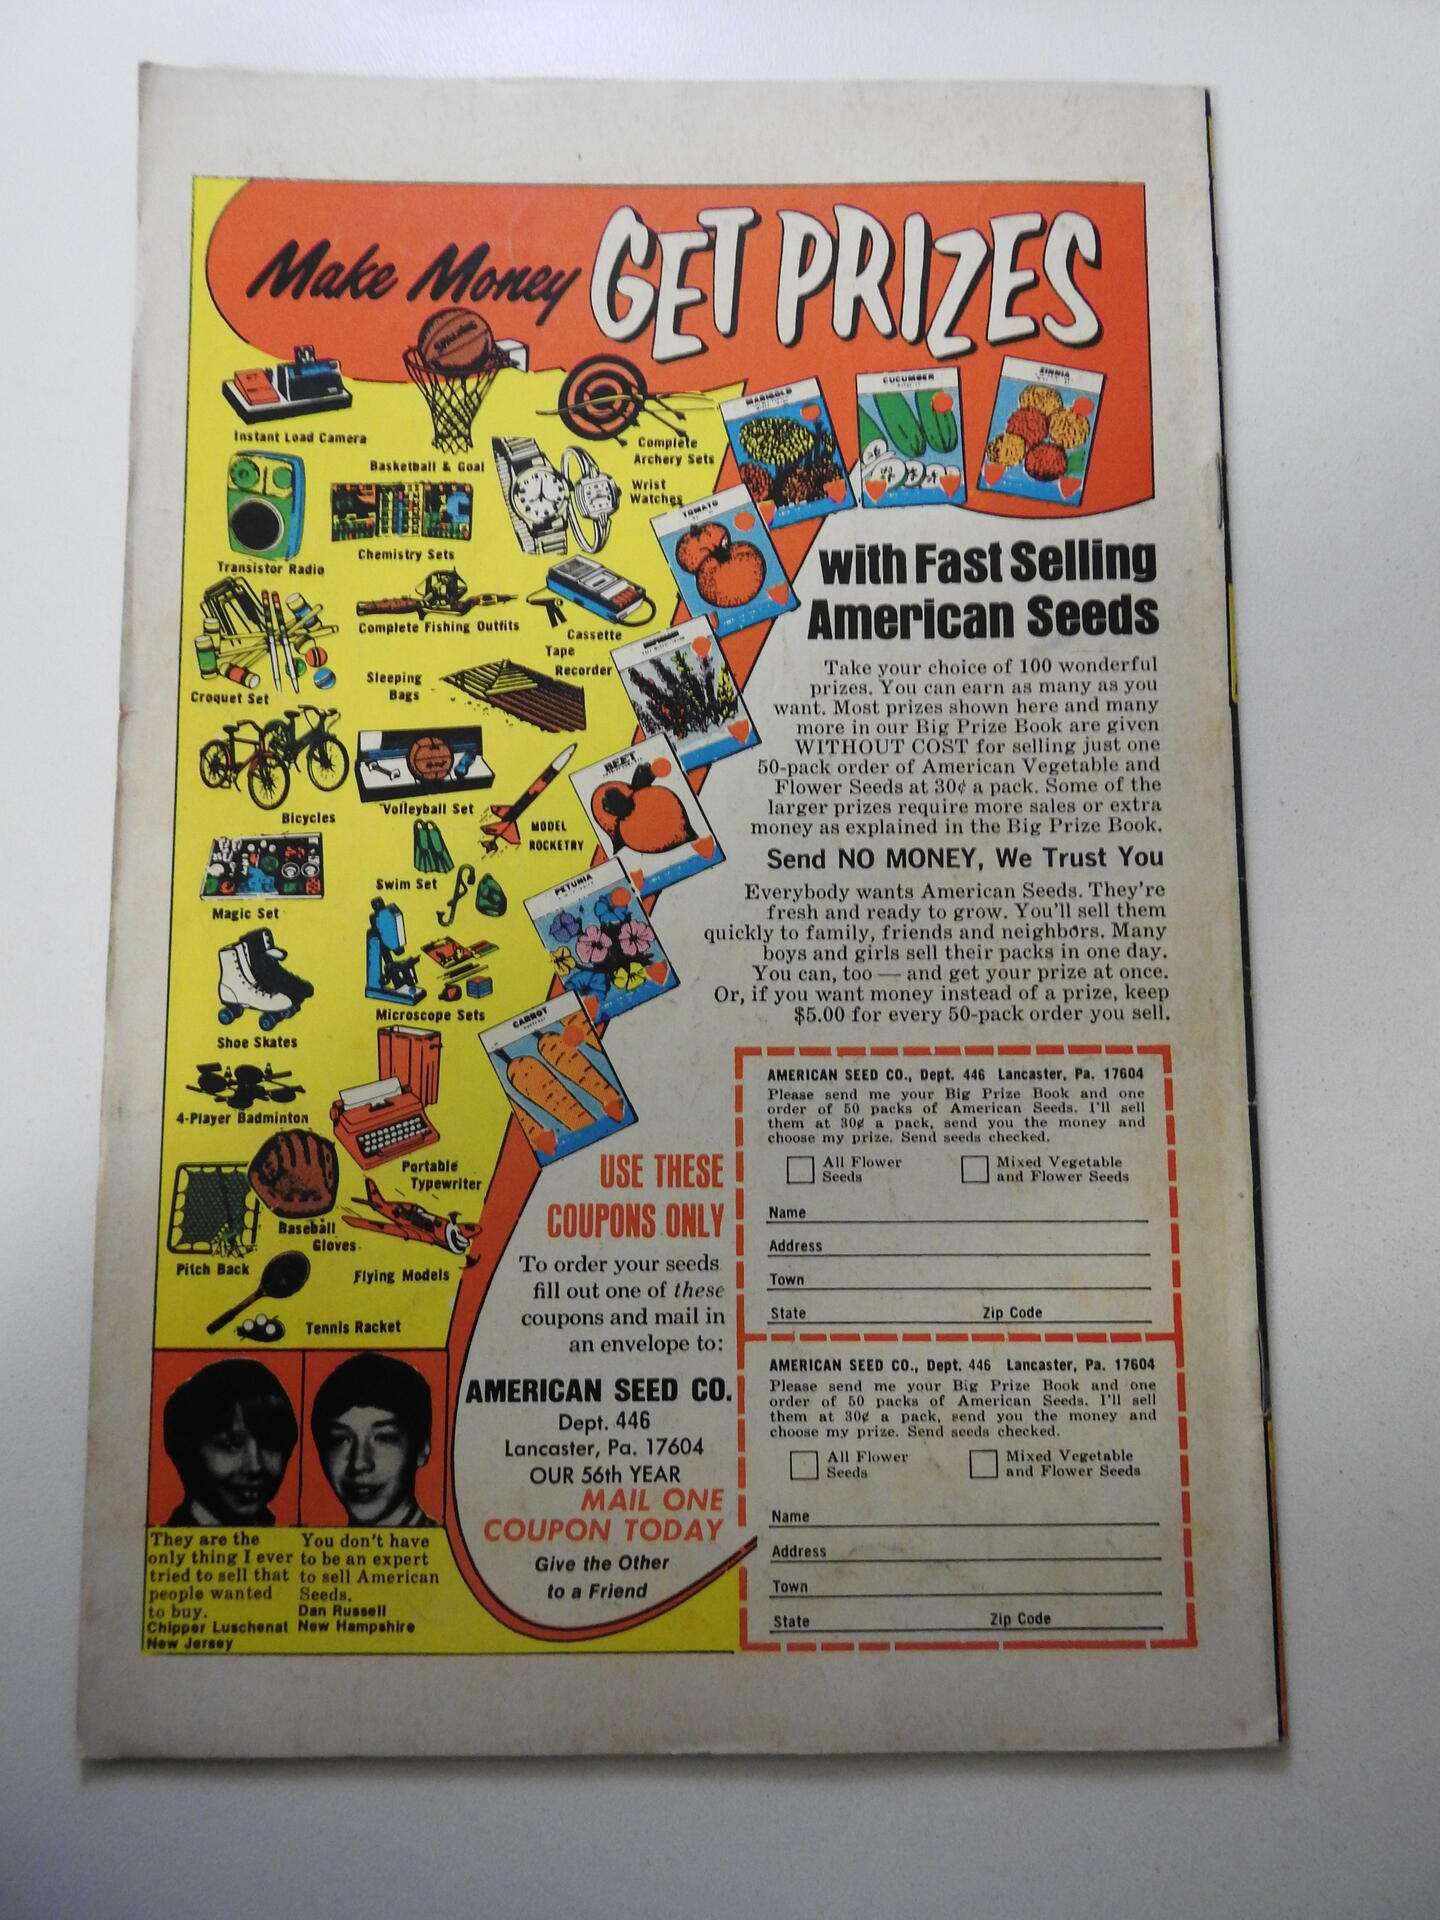 Make Money GET PRIZES
SPALDING
Instant Load Camera
Basketball & Goal
Complete
Archery Sets
Wrist
Watches
Transistor Radio
Chemistry Sets
Croquet Set
Complete Fishing Outfits
Cassette
Tape
Recorder
Sleeping
Bags
Bicycles
Volleyball Set
MODEL
ROCKETRY
Magic Set
Swim Set
Shoe Skates
Microscope Sets
4-Player Badminton
Portable
Typewriter
Pitch Back
Baseball
Gloves
Flying Models
Tennis Racket
MARIGOLD
CUCUMBER
ZINNIA
TOMATO
BEET
PETUNIA
CARROT
with Fast Selling
American Seeds
Take your choice of 100 wonderful
prizes. You can earn as many as you
want. Most prizes shown here and many
more in our Big Prize Book are given
WITHOUT COST for selling just one
50-pack order of American Vegetable and
Flower Seeds at 30¢ a pack. Some of the
larger prizes require more sales or extra
money as explained in the Big Prize Book.
Send NO MONEY, We Trust You
Everybody wants American Seeds. They're
fresh and ready to grow. You'll sell them
quickly to family, friends and neighbors. Many
boys and girls sell their packs in one day.
You can, too — and get your prize at once.
Or, if you want money instead of a prize, keep
$5.00 for every 50-pack order you sell.
USE THESE
COUPONS ONLY
To order your seeds
fill out one of these
coupons and mail in
an envelope to:
AMERICAN SEED CO.
Dept. 446
Lancaster, Pa. 17604
OUR 56th YEAR
MAIL ONE
COUPON TODAY
Give the Other
to a Friend
AMERICAN SEED CO., Dept. 446 Lancaster, Pa. 17604
Please send me your Big Prize Book and one
order of 50 packs of American Seeds. I'll sell
them at 30¢ a pack, send you the money and
choose my prize. Send seeds checked.
All Flower
Seeds
Mixed Vegetable
and Flower Seeds
Name
Address
Town
State Zip Code
AMERICAN SEED CO., Dept. 446 Lancaster, Pa. 17604
Please send me your Big Prize Book and one
order of 50 packs of American Seeds. I'll sell
them at 30¢ a pack, send you the money and
choose my prize. Send seeds checked.
All Flower
Seeds
Mixed Vegetable
and Flower Seeds
Name
Address
Town
State Zip Code
They are the
only thing I ever
tried to sell that
people wanted
to buy.
Chipper Luschenat
New Jersey
You don't have
to be an expert
to sell American
Seeds.
Dan Russell
New Hampshire